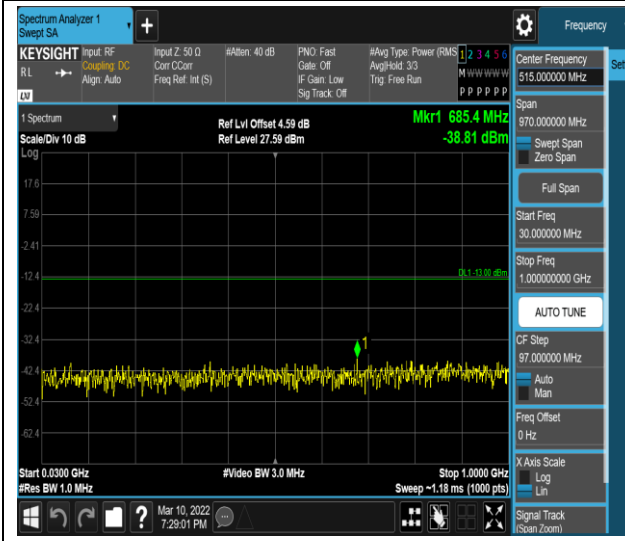 Spectrum Analyzer 1
Swept SA
+
Frequency
KEYSIGHT
RL
Input: RF
Coupling: DC
Align: Auto
Input Z: 50 Ω
Corr CCorr
Freq Ref: Int (S)
#Atten: 40 dB
PNO: Fast
Gate: Off
IF Gain: Low
Sig Track: Off
#Avg Type: Power (RMS
Avg|Hold: 3/3
Trig: Free Run
1 2 3 4 5 6
M W W W W W
P P P P P P
LXI
1 Spectrum
Scale/Div 10 dB
Ref Lvl Offset 4.59 dB
Ref Level 27.59 dBm
Mkr1 685.4 MHz
-38.81 dBm
Log
17.6
7.59
-2.41
-12.4
DL1 -13.00 dBm
-22.4
-32.4
1
-42.4
-52.4
-62.4
Start 0.0300 GHz
#Res BW 1.0 MHz
#Video BW 3.0 MHz
Stop 1.0000 GHz
Sweep ~1.18 ms (1000 pts)
?
Mar 10, 2022
7:29:01 PM
Center Frequency
515.000000 MHz
Set
Span
970.000000 MHz
Swept Span
Zero Span
Full Span
Start Freq
30.000000 MHz
Stop Freq
1.000000000 GHz
AUTO TUNE
CF Step
97.000000 MHz
Auto
Man
Freq Offset
0 Hz
X Axis Scale
Log
Lin
Signal Track
(Span Zoom)